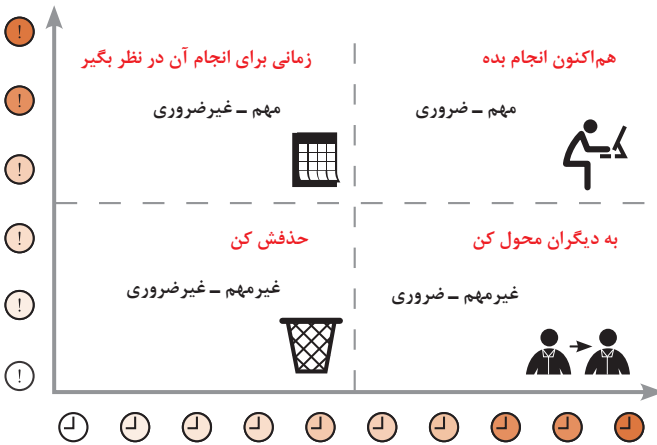 هم‌اکنون انجام بده
مهم ـ ضروری
زمانی برای انجام آن در نظر بگیر
مهم ـ غیرضروری
به دیگران محول کن
غیرمهم ـ ضروری
حذفش کن
غیرمهم ـ غیرضروری
!
!
!
!
!
!